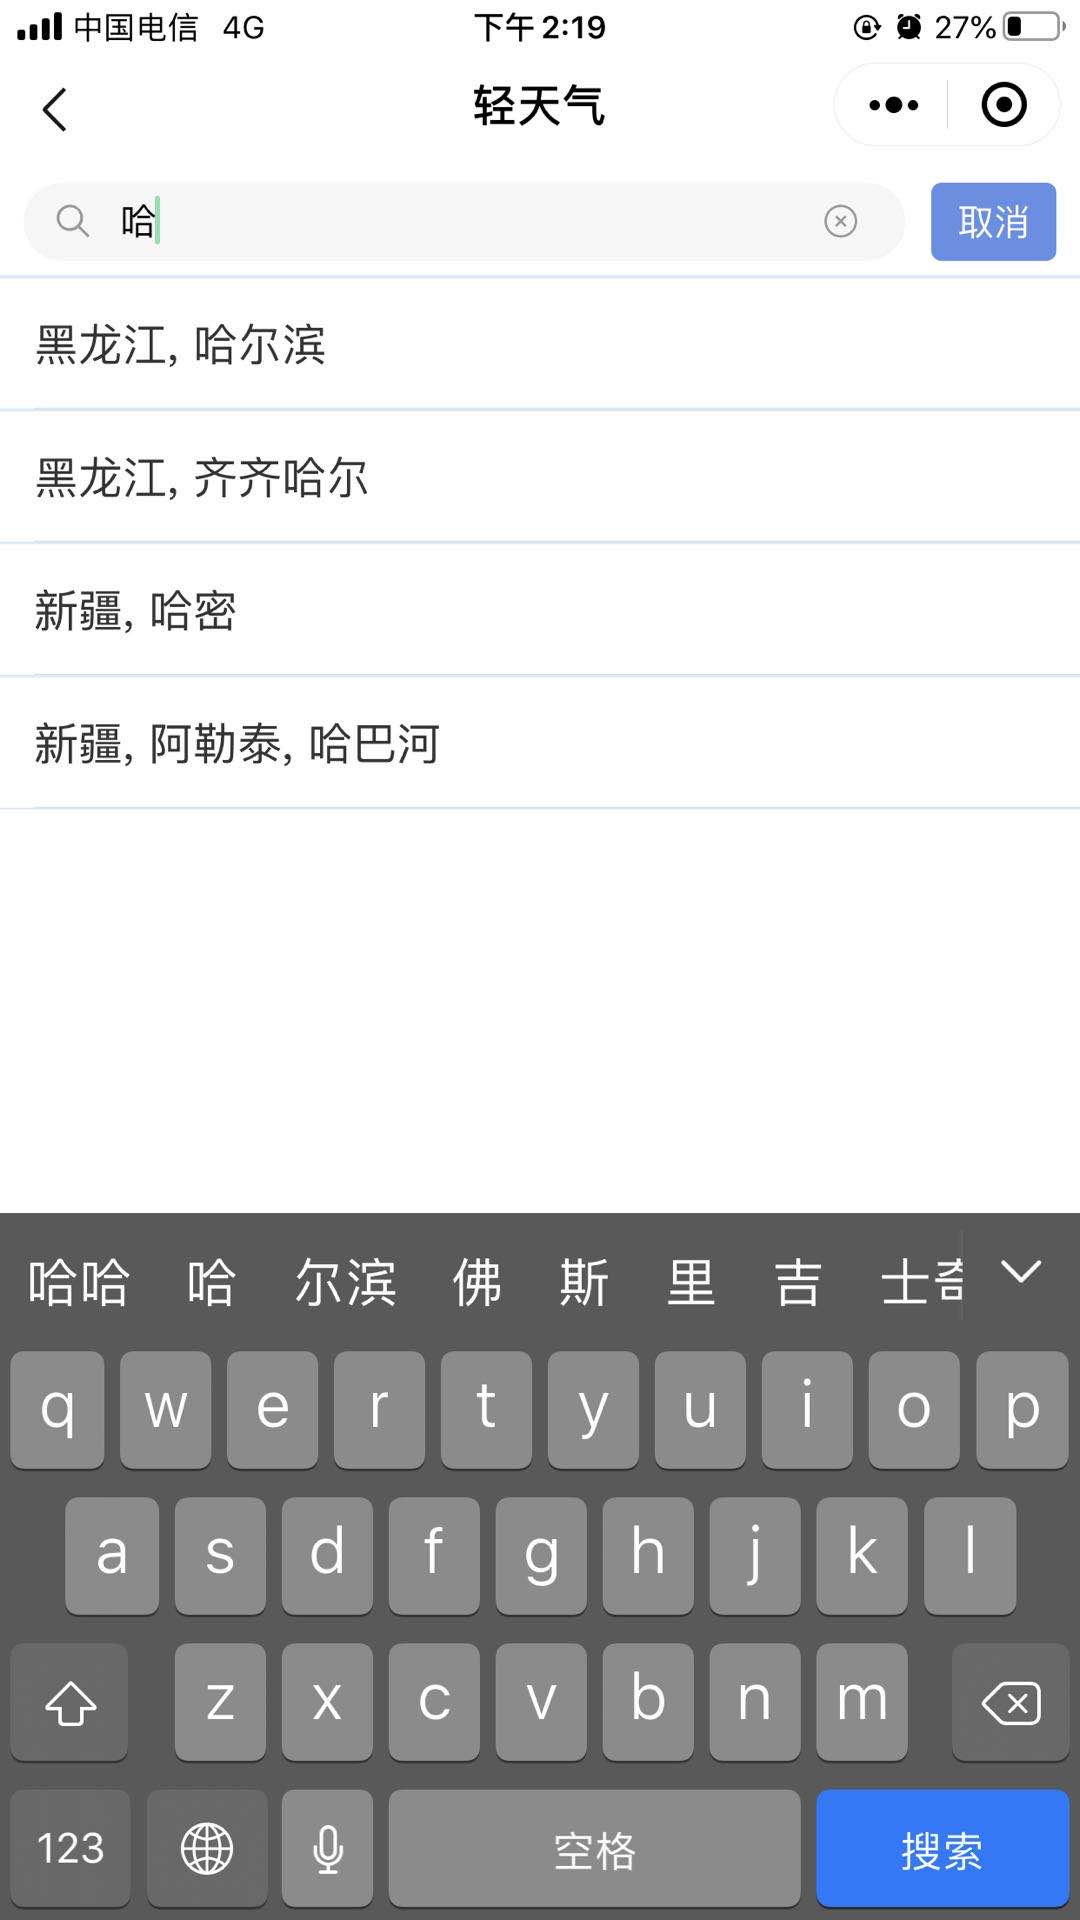 中国电信 4G 下午 2:19 27%
轻天气
哈 取消
黑龙江, 哈尔滨
黑龙江, 齐齐哈尔
新疆, 哈密
新疆, 阿勒泰, 哈巴河
哈哈 哈 尔滨 佛 斯 里 吉 士奇
q w e r t y u i o p
a s d f g h j k l
z x c v b n m
123 空格 搜索